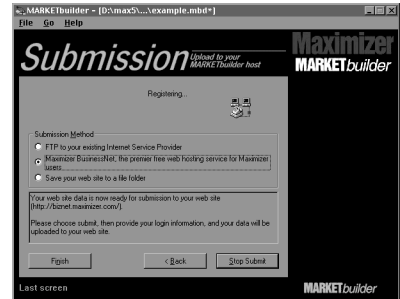 MARKETbuilder - [D:\max5\...\example.mbd*]
File Go Help
Submission
Upload to your
MARKETbuilder host
Maximizer
MARKETbuilder
Registering...
Submission Method
FTP to your existing Internet Service Provider
Maximizer BusinessNet, the premier free web hosting service for Maximizer
users
Save your web site to a file folder
Your web site data is now ready for submission to your web site
(http://biznet.maximizer.com/).
Please choose submit, then provide your login information, and your data will be
uploaded to your web site.
Finish
< Back
Stop Submit
Last screen
MARKETbuilder